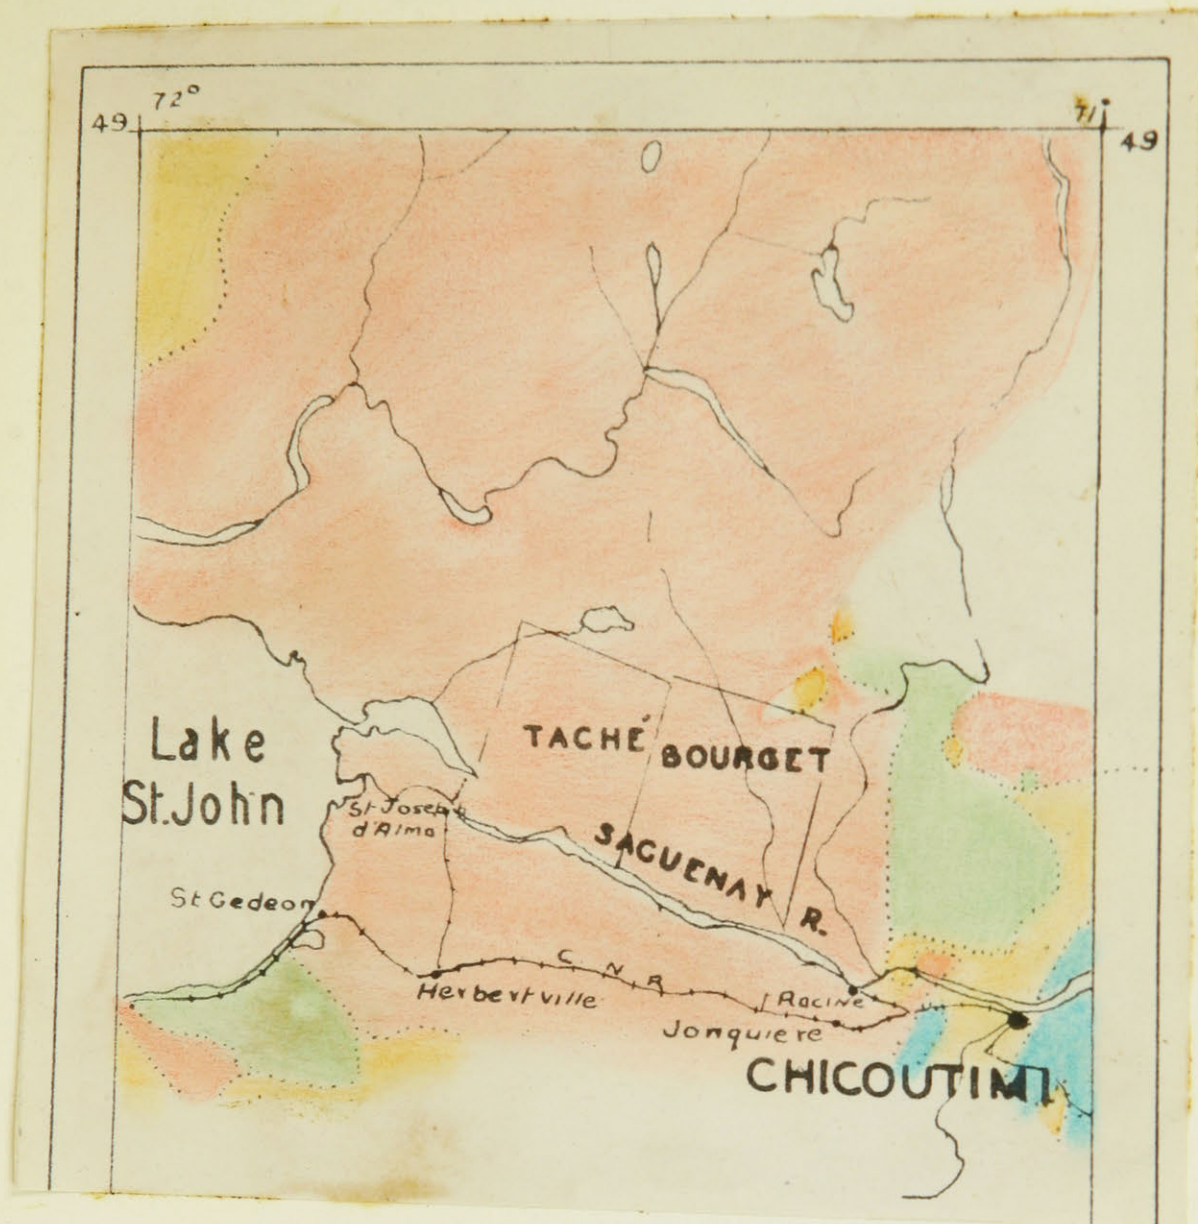 72°
71
49
49
Lake
St. John
TACHÉ
BOURGET
St Joseph
d'Alma
SAGUENAY R.
St Gedeon
C N R
Herbertville
Racine
Jonquiere
CHICOUTIMI